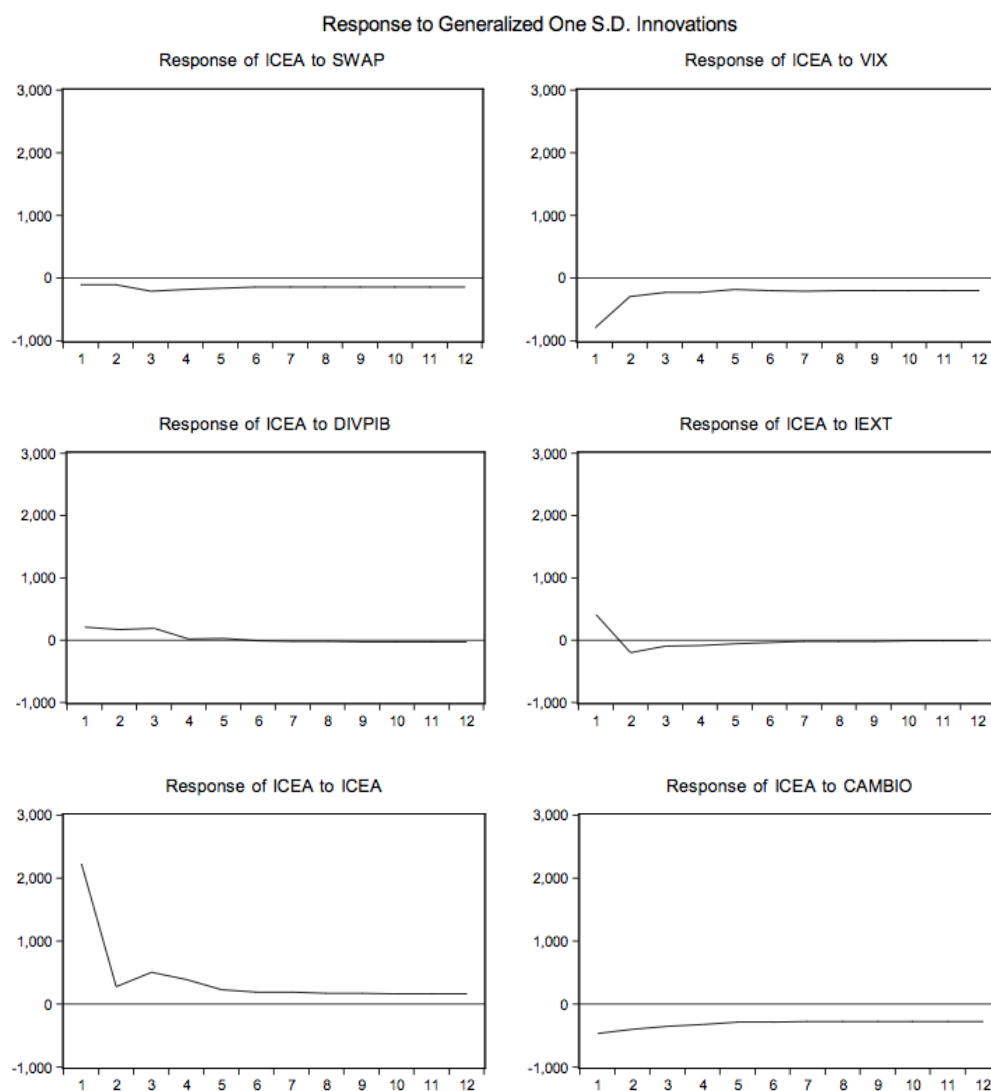 Response to Generalized One S.D. Innovations
Response of ICEA to SWAP
3,000
2,000
1,000
0
-1,000
1 2 3 4 5 6 7 8 9 10 11 12
Response of ICEA to VIX
3,000
2,000
1,000
0
-1,000
1 2 3 4 5 6 7 8 9 10 11 12
Response of ICEA to DIVPIB
3,000
2,000
1,000
0
-1,000
1 2 3 4 5 6 7 8 9 10 11 12
Response of ICEA to IEXT
3,000
2,000
1,000
0
-1,000
1 2 3 4 5 6 7 8 9 10 11 12
Response of ICEA to ICEA
3,000
2,000
1,000
0
-1,000
1 2 3 4 5 6 7 8 9 10 11 12
Response of ICEA to CAMBIO
3,000
2,000
1,000
0
-1,000
1 2 3 4 5 6 7 8 9 10 11 12